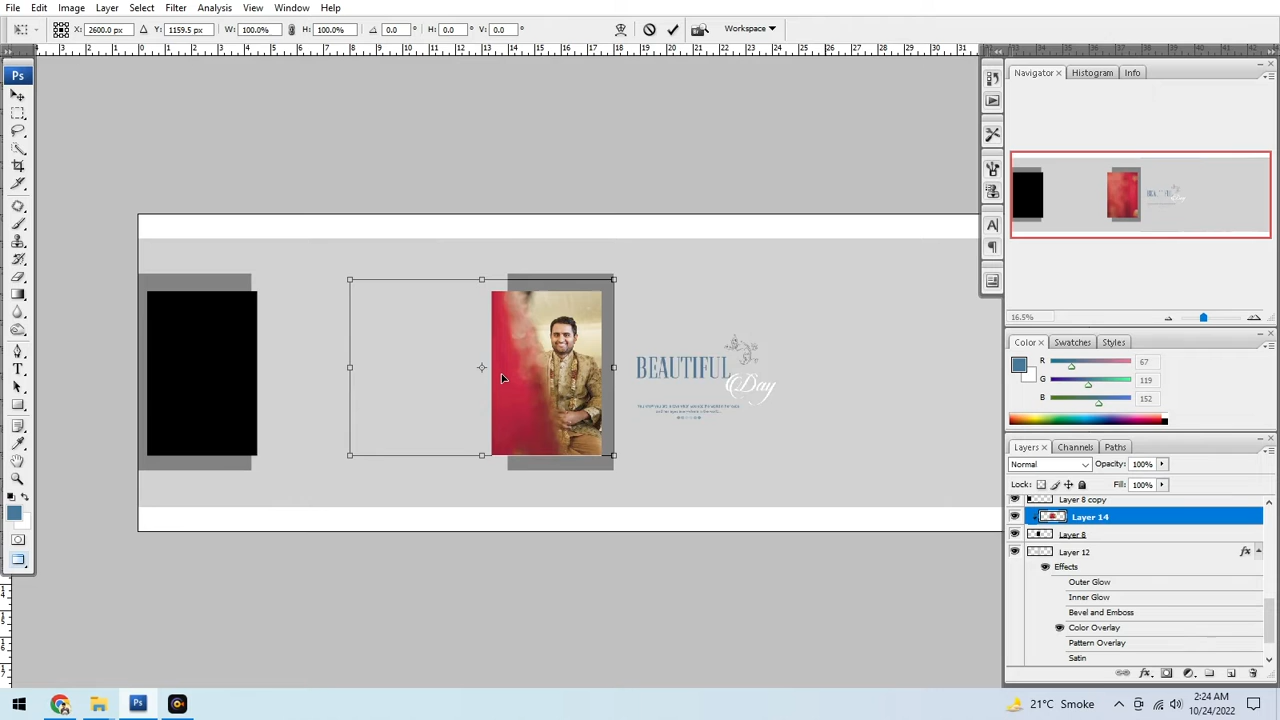 File Edit Image Layer Select Filter Analysis View Window Help
X: 2600.0 px Y: 1159.5 px W: 100.0% H: 100.0% 0.0 ° H: 0.0 ° V: 0.0 ° Workspace
Navigator × Histogram Info
16.5%
Color × Swatches Styles
R 67
G 119
B 152
Layers × Channels Paths
Normal Opacity: 100%
Lock: Fill: 100%
Layer 8 copy
Layer 14
Layer 8
Layer 12 fx
Effects
Outer Glow
Inner Glow
Bevel and Emboss
Color Overlay
Pattern Overlay
Satin
Ps
BEAUTIFUL
Day
21°C Smoke
2:24 AM
10/24/2022